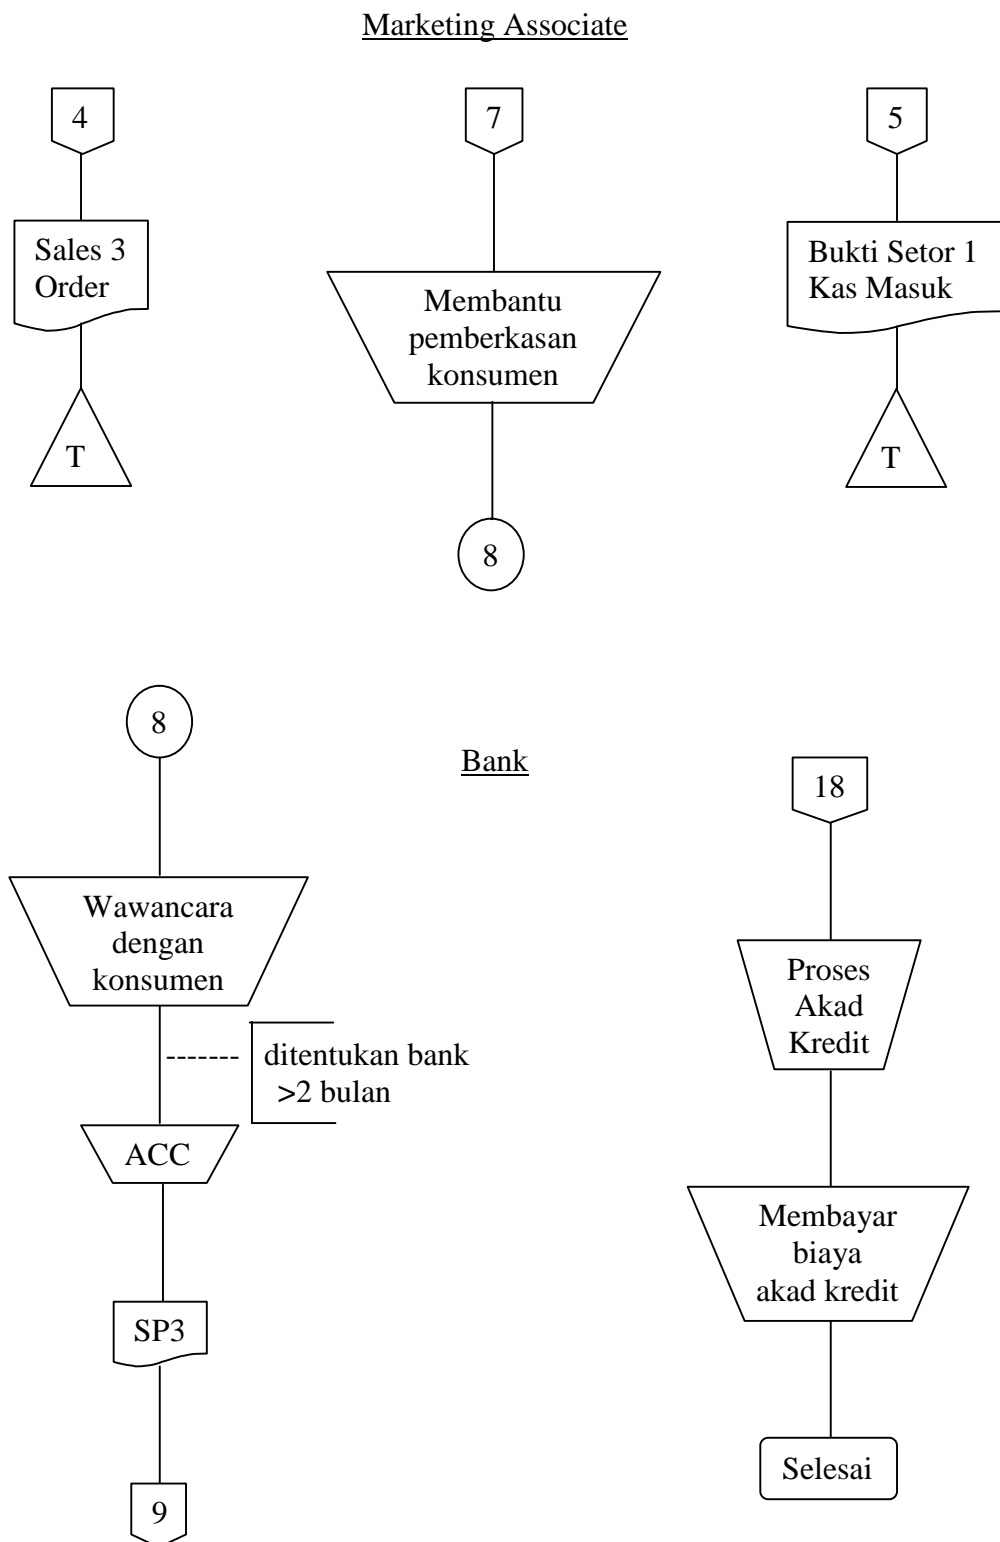 Marketing Associate
4
7
5
Sales 3
Order
Membantu
pemberkasan
konsumen
Bukti Setor 1
Kas Masuk
T
T
8
8
Bank
18
Wawancara
dengan
konsumen
ditentukan bank
>2 bulan
ACC
SP3
9
Proses
Akad
Kredit
Membayar
biaya
akad kredit
Selesai